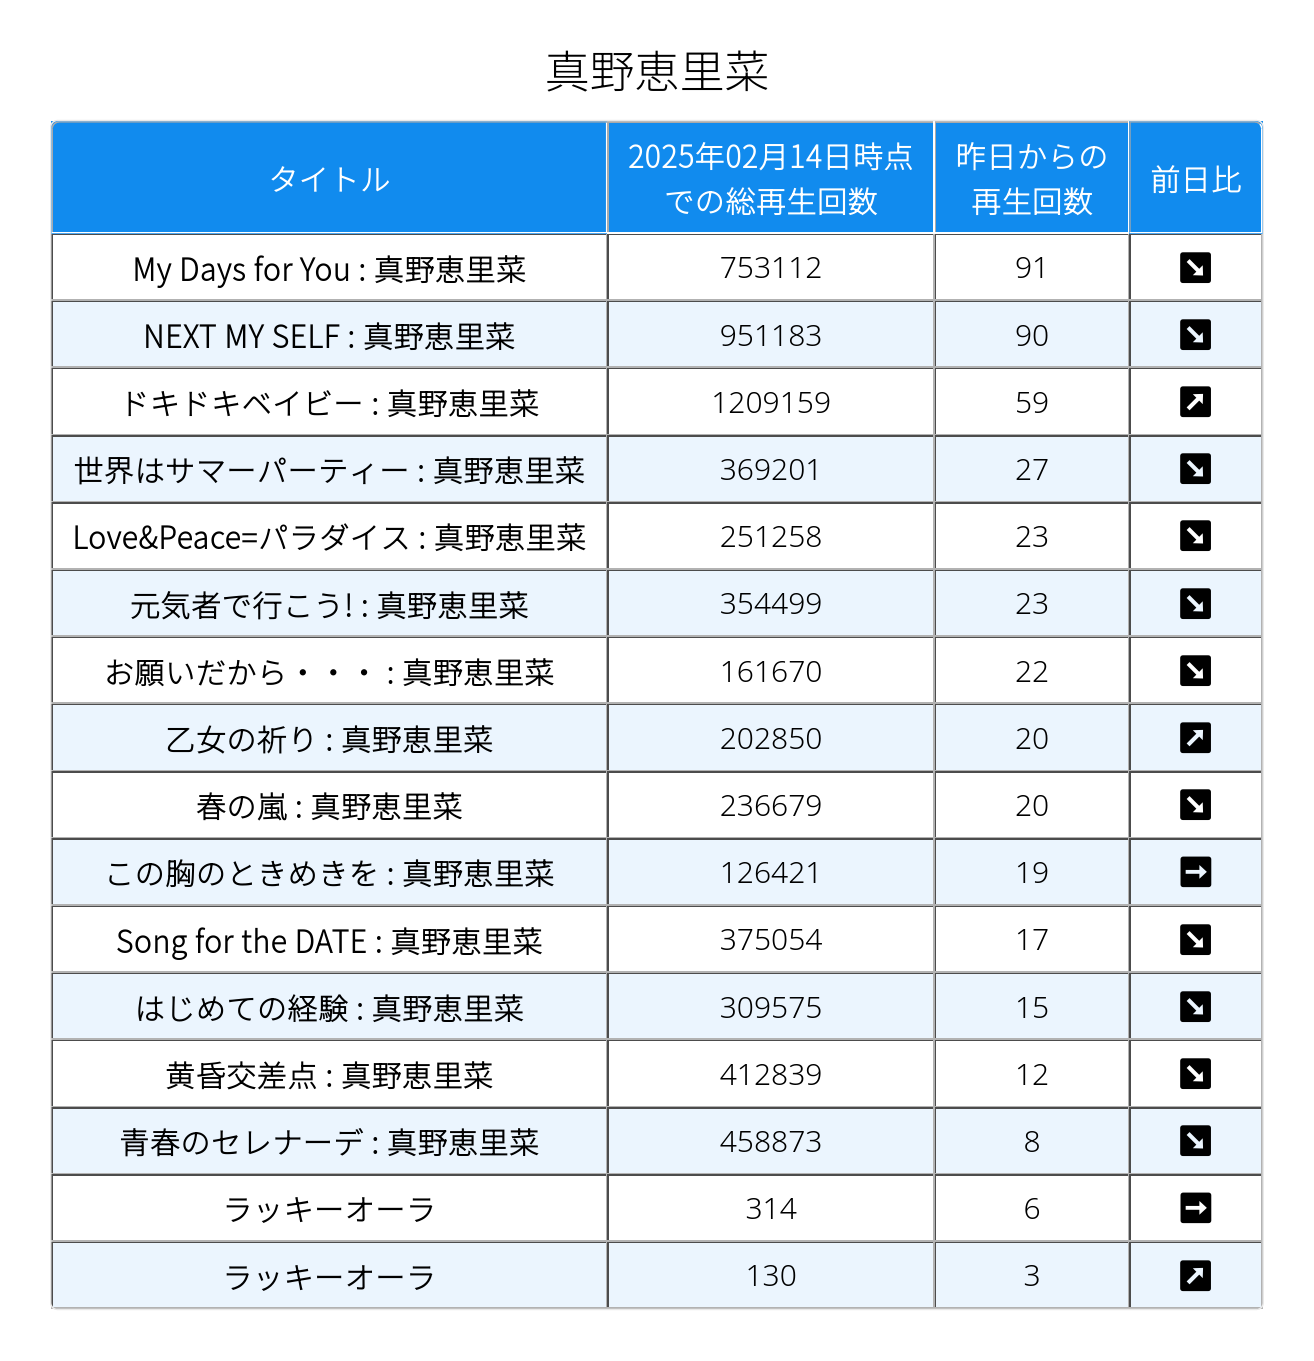 真野恵里菜
タイトル
2025年02月14日時点
での総再生回数
昨日からの
再生回数
前日比
My Days for You : 真野恵里菜 753112 91 ↘
NEXT MY SELF : 真野恵里菜 951183 90 ↘
ドキドキベイビー : 真野恵里菜 1209159 59 ↗
世界はサマーパーティー : 真野恵里菜 369201 27 ↘
Love&Peace=パラダイス : 真野恵里菜 251258 23 ↘
元気者で行こう! : 真野恵里菜 354499 23 ↘
お願いだから・・・ : 真野恵里菜 161670 22 ↘
乙女の祈り : 真野恵里菜 202850 20 ↗
春の嵐 : 真野恵里菜 236679 20 ↘
この胸のときめきを : 真野恵里菜 126421 19 →
Song for the DATE : 真野恵里菜 375054 17 ↘
はじめての経験 : 真野恵里菜 309575 15 ↘
黄昏交差点 : 真野恵里菜 412839 12 ↘
青春のセレナーデ : 真野恵里菜 458873 8 ↘
ラッキーオーラ 314 6 →
ラッキーオーラ 130 3 ↗